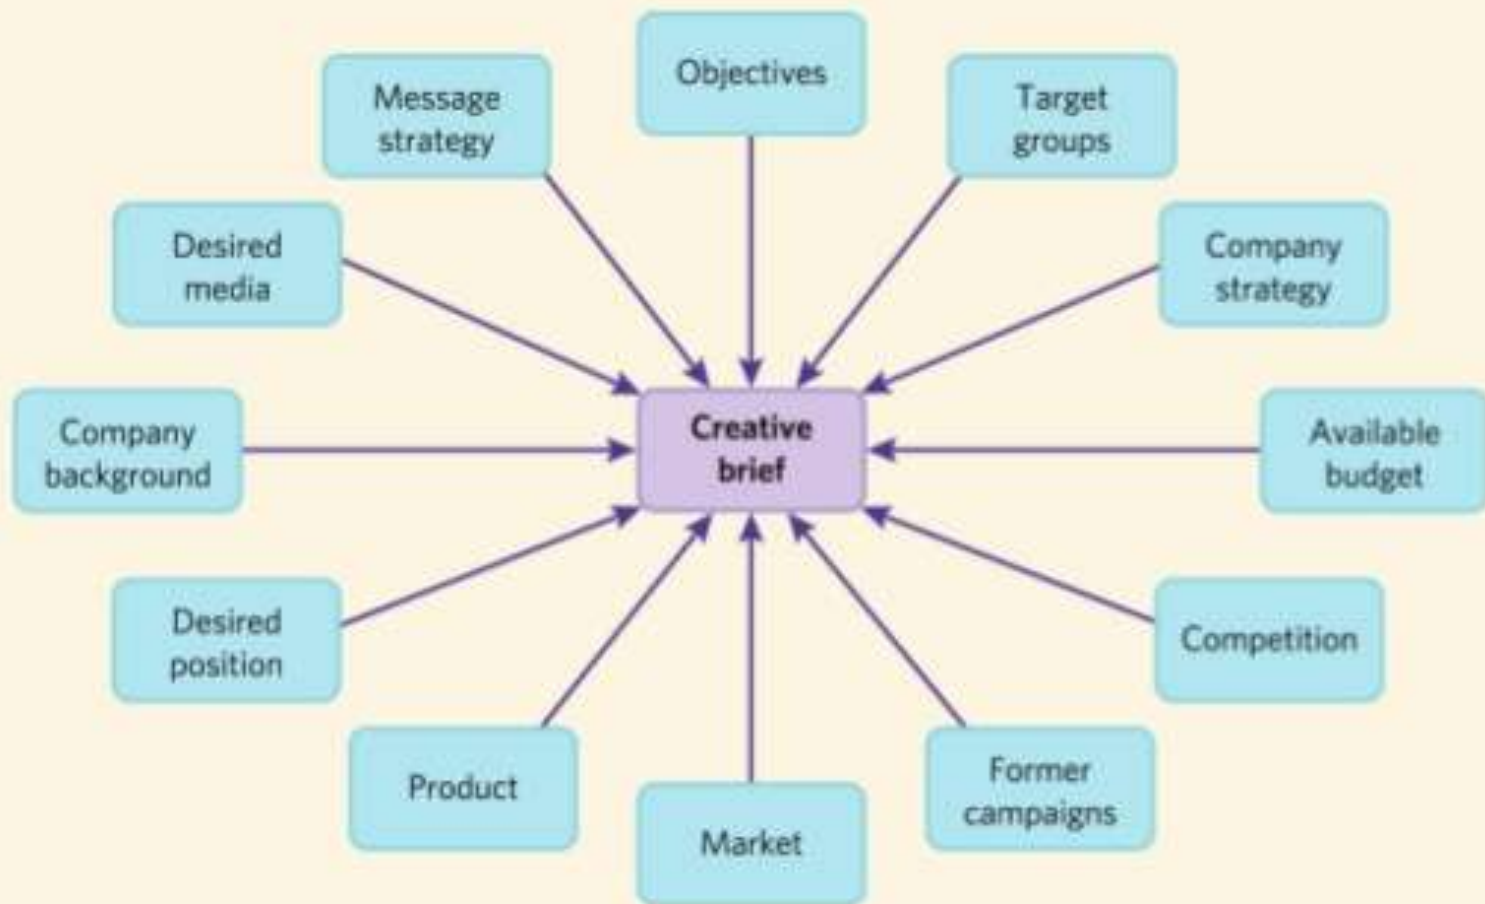 Objectives
Message
strategy
Target
groups
Desired
media
Company
strategy
Company
background
Creative
brief
Available
budget
Desired
position
Competition
Product
Former
campaigns
Market